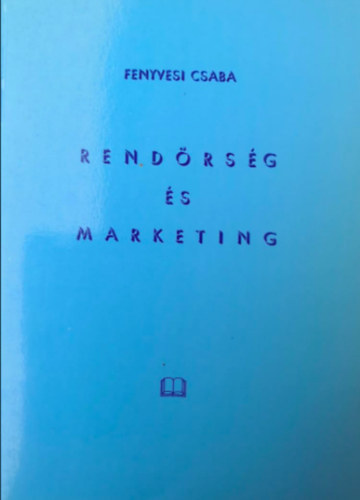 FENYVESI CSABA
RENDŐRSÉG
ÉS
MARKETING